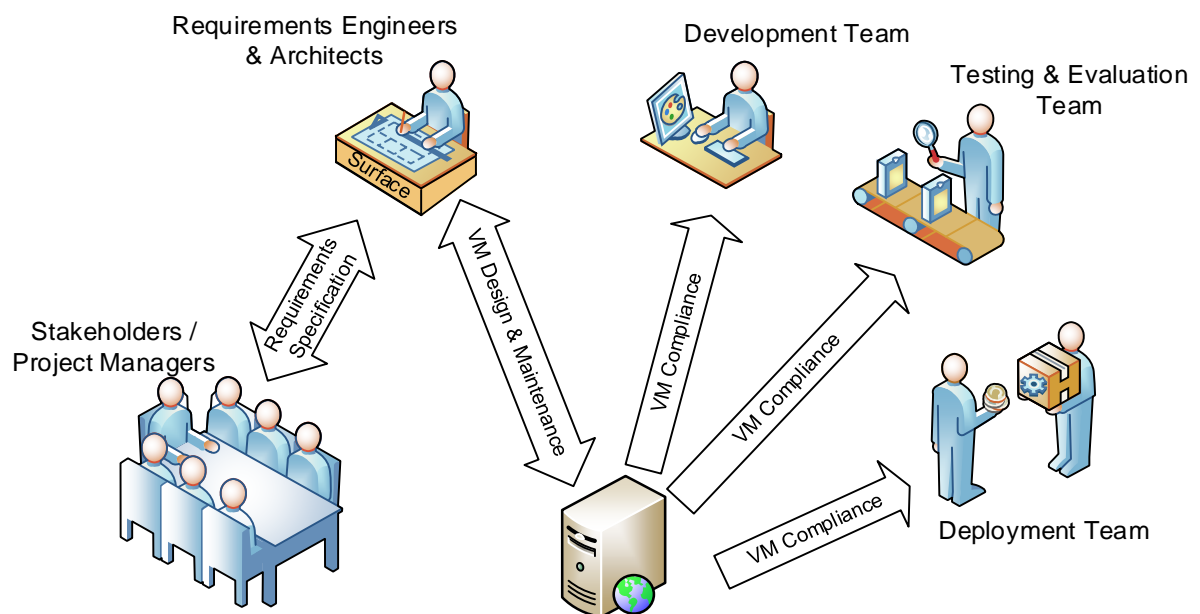 Requirements Engineers
& Architects
Development Team
Testing & Evaluation
Team
Surface
Requirements
Specification
VM Design & Maintenance
VM Compliance
VM Compliance
VM Compliance
Stakeholders /
Project Managers
Deployment Team